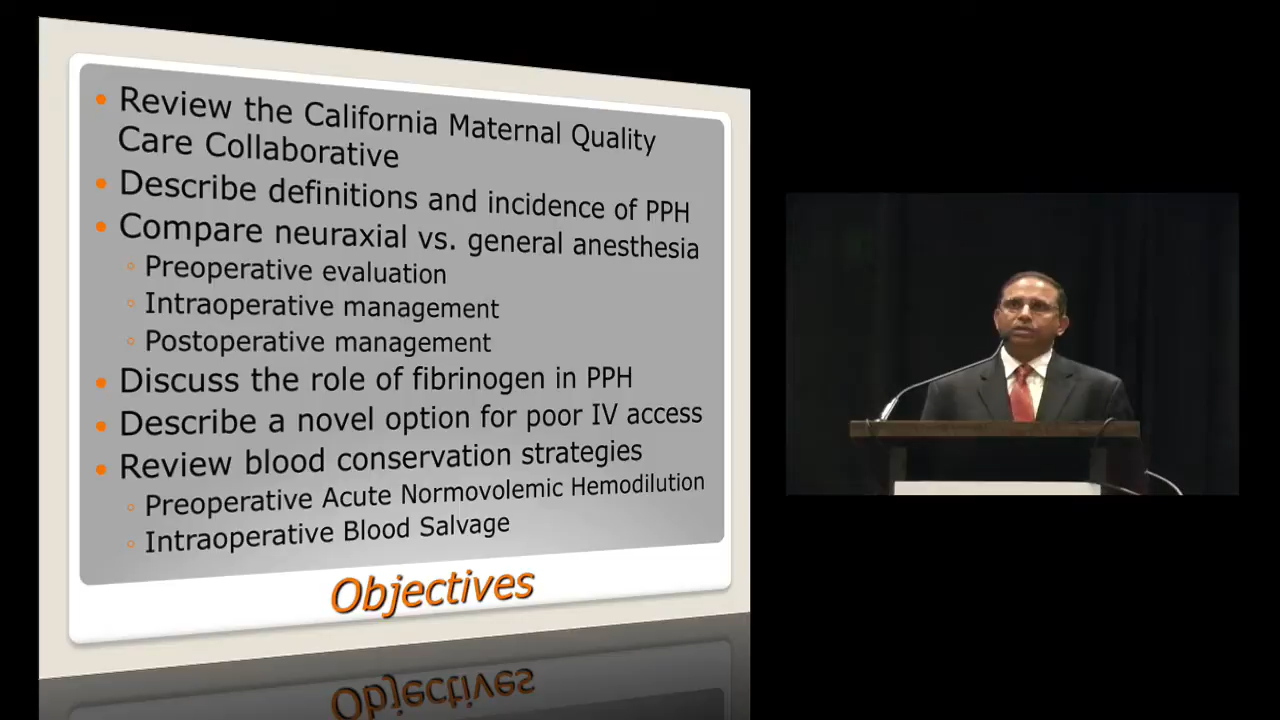 • Review the California Maternal Quality
Care Collaborative
• Describe definitions and incidence of PPH
• Compare neuraxial vs. general anesthesia
◦ Preoperative evaluation
◦ Intraoperative management
◦ Postoperative management
• Discuss the role of fibrinogen in PPH
• Describe a novel option for poor IV access
• Review blood conservation strategies
◦ Preoperative Acute Normovolemic Hemodilution
◦ Intraoperative Blood Salvage
Objectives